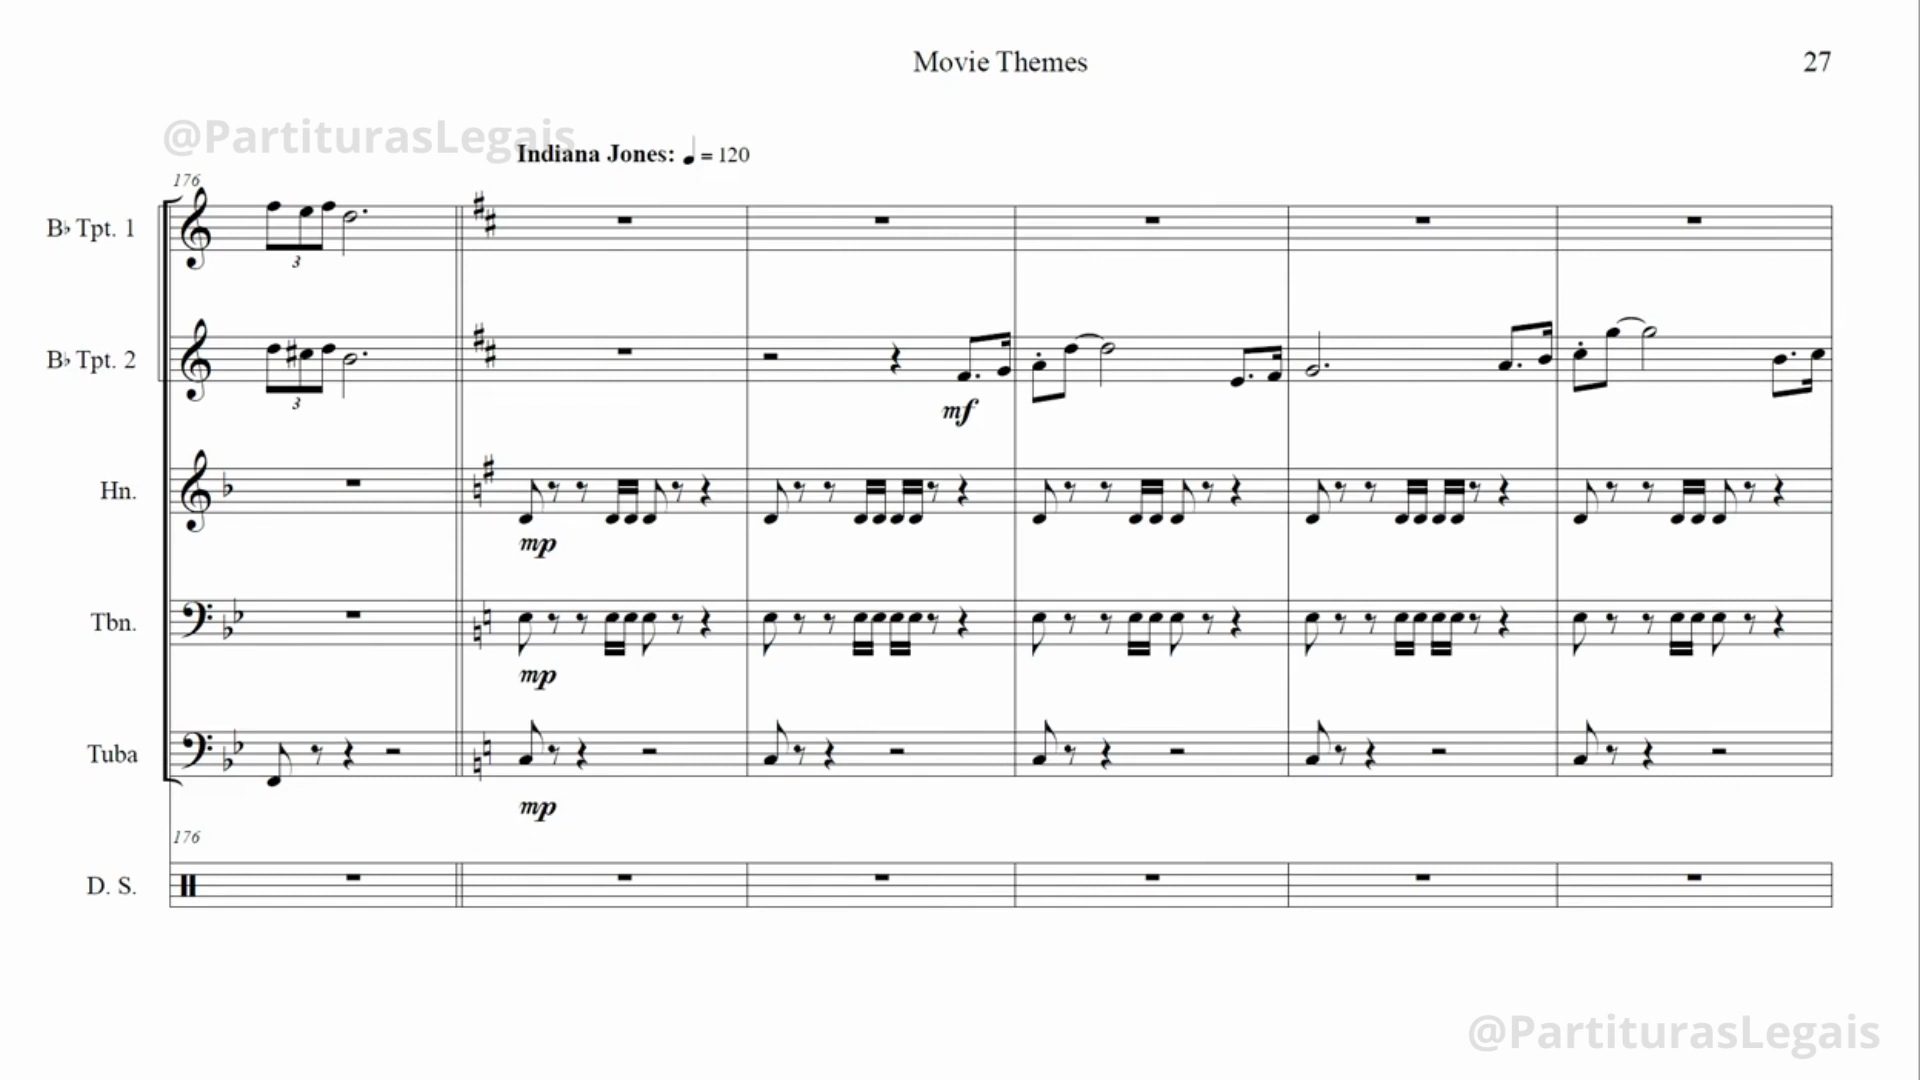 Movie Themes
27
@PartiturasLegais
Indiana Jones: ♩ = 120
176
B♭ Tpt. 1
3
B♭ Tpt. 2
3
mf
Hn.
mp
Tbn.
mp
Tuba
mp
176
D. S.
@PartiturasLegais